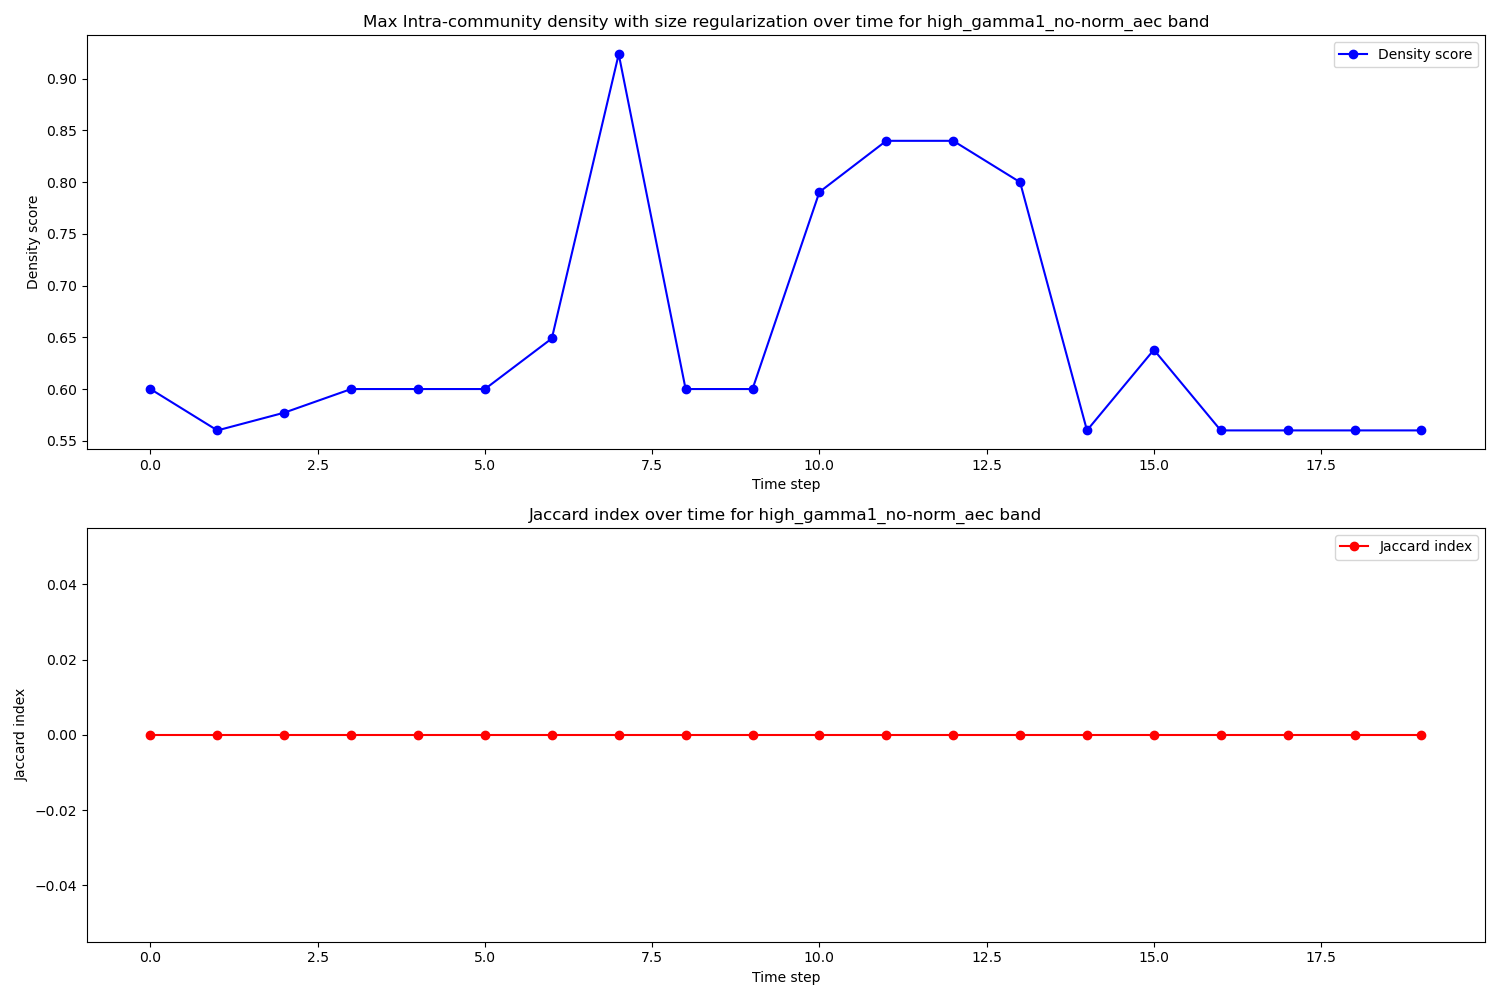 Max Intra-community density with size regularization over time for high_gamma1_no-norm_aec band
Density score
0.90
0.85
0.80
0.75
0.70
0.65
0.60
0.55
Density score
0.0 2.5 5.0 7.5 10.0 12.5 15.0 17.5
Time step
Jaccard index over time for high_gamma1_no-norm_aec band
Jaccard index
0.04
0.02
0.00
−0.02
−0.04
Jaccard index
0.0 2.5 5.0 7.5 10.0 12.5 15.0 17.5
Time step